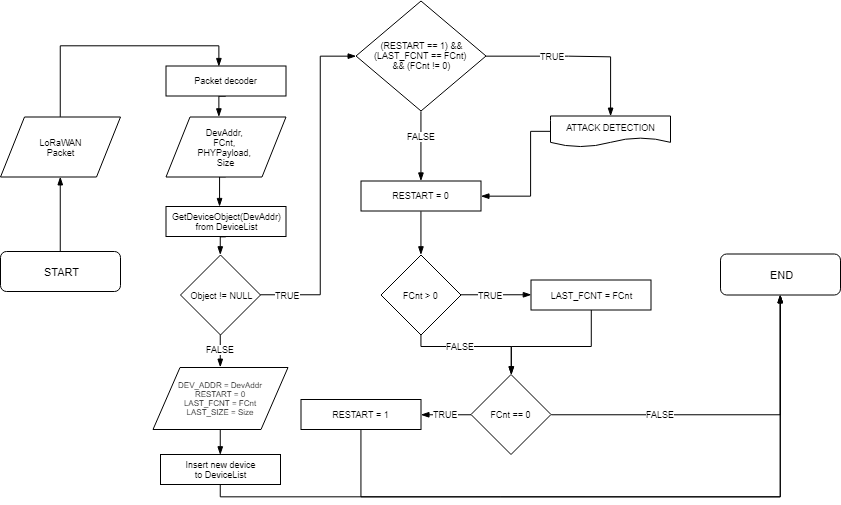 (RESTART == 1) &&
(LAST_FCNT == FCnt)
&& (FCnt != 0)
TRUE
Packet decoder
LoRaWAN
Packet
DevAddr,
FCnt,
PHYPayload,
Size
ATTACK DETECTION
FALSE
RESTART = 0
GetDeviceObject(DevAddr)
from DeviceList
START
END
Object != NULL
TRUE
FCnt > 0
TRUE
LAST_FCNT = FCnt
FALSE
FALSE
DEV_ADDR = DevAddr
RESTART = 0
LAST_FCNT = FCnt
LAST_SIZE = Size
RESTART = 1
TRUE
FCnt == 0
FALSE
Insert new device
to DeviceList